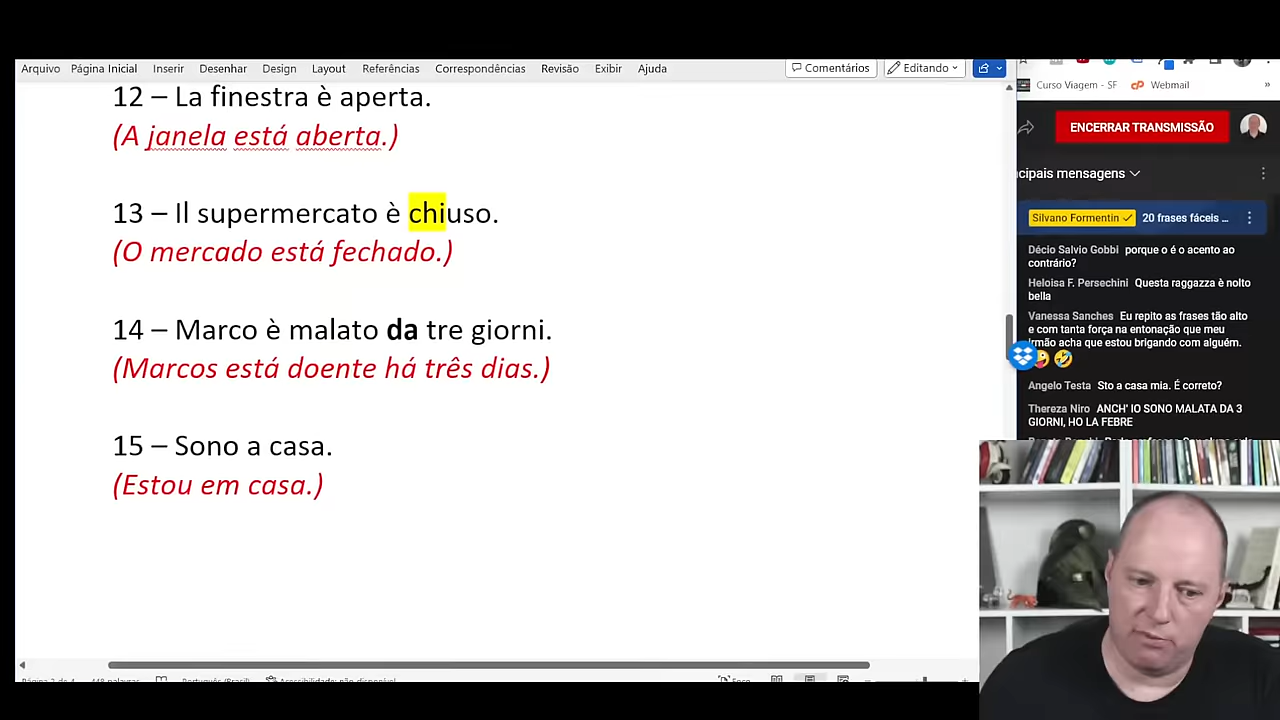 Arquivo Página Inicial Inserir Desenhar Design Layout Referências Correspondências Revisão Exibir Ajuda Comentários Editando
12 – La finestra è aperta.
(A janela está aberta.)
13 – Il supermercato è chiuso.
(O mercado está fechado.)
14 – Marco è malato da tre giorni.
(Marcos está doente há três dias.)
15 – Sono a casa.
(Estou em casa.)
Curso Viagem - SF Webmail
ENCERRAR TRANSMISSÃO
ncipais mensagens
Silvano Formentin 20 frases fáceis ...
Décio Salvio Gobbi porque o é o acento ao
contrário?
Heloisa F. Persechini Questa raggazza è nolto
bella
Vanessa Sanches Eu repito as frases tão alto
e com tanta força na entonação que meu
irmão acha que estou brigando com alguém.
Angelo Testa Sto a casa mia. É correto?
Thereza Niro ANCH' IO SONO MALATA DA 3
GIORNI, HO LA FEBRE